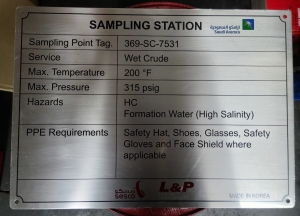 SAMPLING STATION
أرامكو السعودية
Saudi Aramco
Sampling Point Tag. 369-SC-7531
Service Wet Crude
Max. Temperature 200 °F
Max. Pressure 315 psig
Hazards HC
Formation Water (High Salinity)
PPE Requirements Safety Hat, Shoes, Glasses, Safety
Gloves and Face Shield where
applicable
L&P
MADE IN KOREA